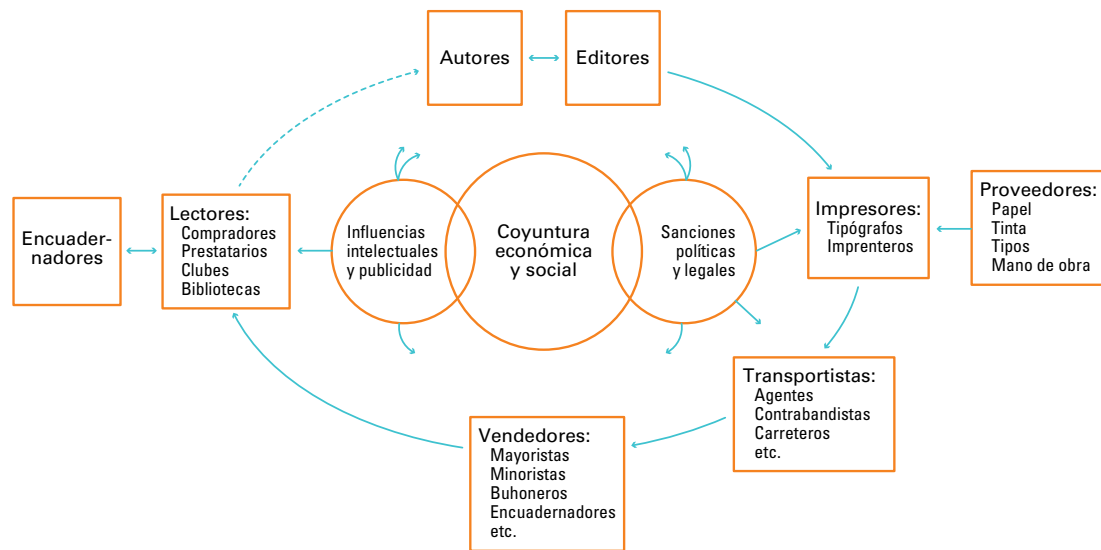 Autores
Editores
Encuader-
nadores
Lectores:
Compradores
Prestatarios
Clubes
Bibliotecas
Influencias
intelectuales
y publicidad
Coyuntura
económica
y social
Sanciones
políticas
y legales
Impresores:
Tipógrafos
Imprenteros
Proveedores:
Papel
Tinta
Tipos
Mano de obra
Transportistas:
Agentes
Contrabandistas
Carreteros
etc.
Vendedores:
Mayoristas
Minoristas
Buhoneros
Encuadernadores
etc.